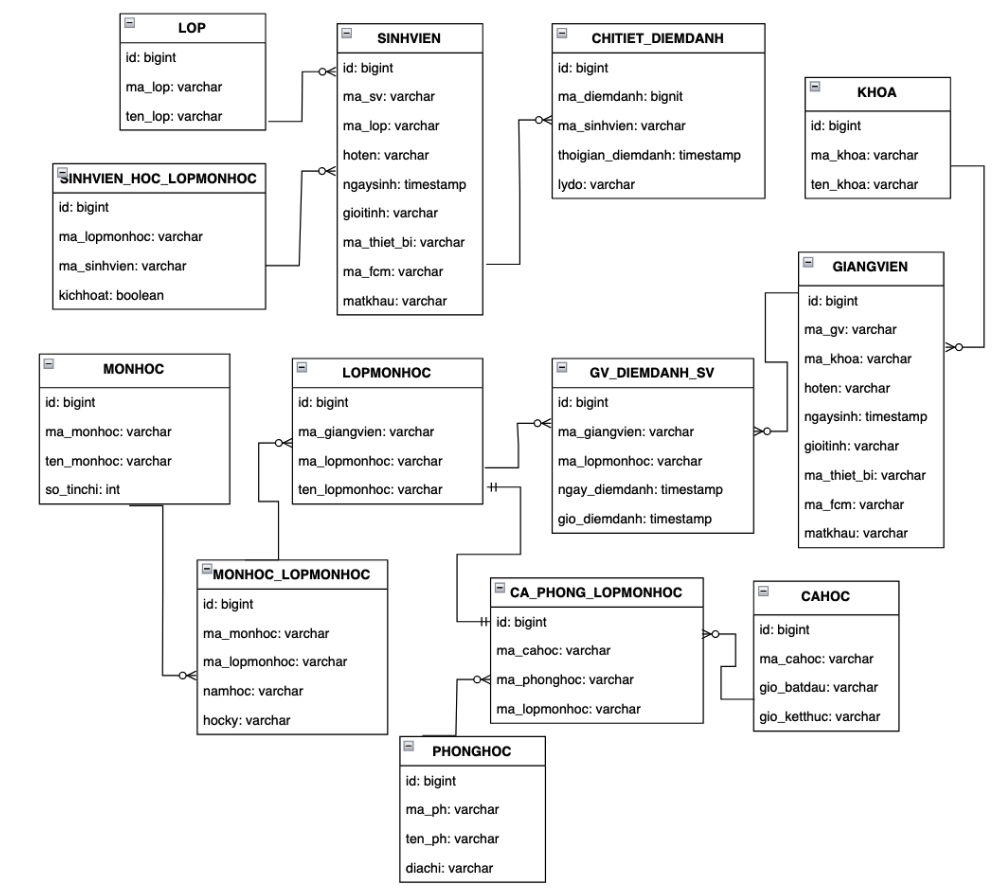 LOP
id: bigint
ma_lop: varchar
ten_lop: varchar
SINHVIEN
id: bigint
ma_sv: varchar
ma_lop: varchar
hoten: varchar
ngaysinh: timestamp
gioitinh: varchar
ma_thiet_bi: varchar
ma_fcm: varchar
matkhau: varchar
CHITIET_DIEMDANH
id: bigint
ma_diemdanh: bignit
ma_sinhvien: varchar
thoigian_diemdanh: timestamp
lydo: varchar
KHOA
id: bigint
ma_khoa: varchar
ten_khoa: varchar
SINHVIEN_HOC_LOPMONHOC
id: bigint
ma_lopmonhoc: varchar
ma_sinhvien: varchar
kichhoat: boolean
GIANGVIEN
id: bigint
ma_gv: varchar
ma_khoa: varchar
hoten: varchar
ngaysinh: timestamp
gioitinh: varchar
ma_thiet_bi: varchar
ma_fcm: varchar
matkhau: varchar
MONHOC
id: bigint
ma_monhoc: varchar
ten_monhoc: varchar
so_tinchi: int
LOPMONHOC
id: bigint
ma_giangvien: varchar
ma_lopmonhoc: varchar
ten_lopmonhoc: varchar
GV_DIEMDANH_SV
id: bigint
ma_giangvien: varchar
ma_lopmonhoc: varchar
ngay_diemdanh: timestamp
gio_diemdanh: timestamp
MONHOC_LOPMONHOC
id: bigint
ma_monhoc: varchar
ma_lopmonhoc: varchar
namhoc: varchar
hocky: varchar
CA_PHONG_LOPMONHOC
id: bigint
ma_cahoc: varchar
ma_phonghoc: varchar
ma_lopmonhoc: varchar
CAHOC
id: bigint
ma_cahoc: varchar
gio_batdau: varchar
gio_ketthuc: varchar
PHONGHOC
id: bigint
ma_ph: varchar
ten_ph: varchar
diachi: varchar